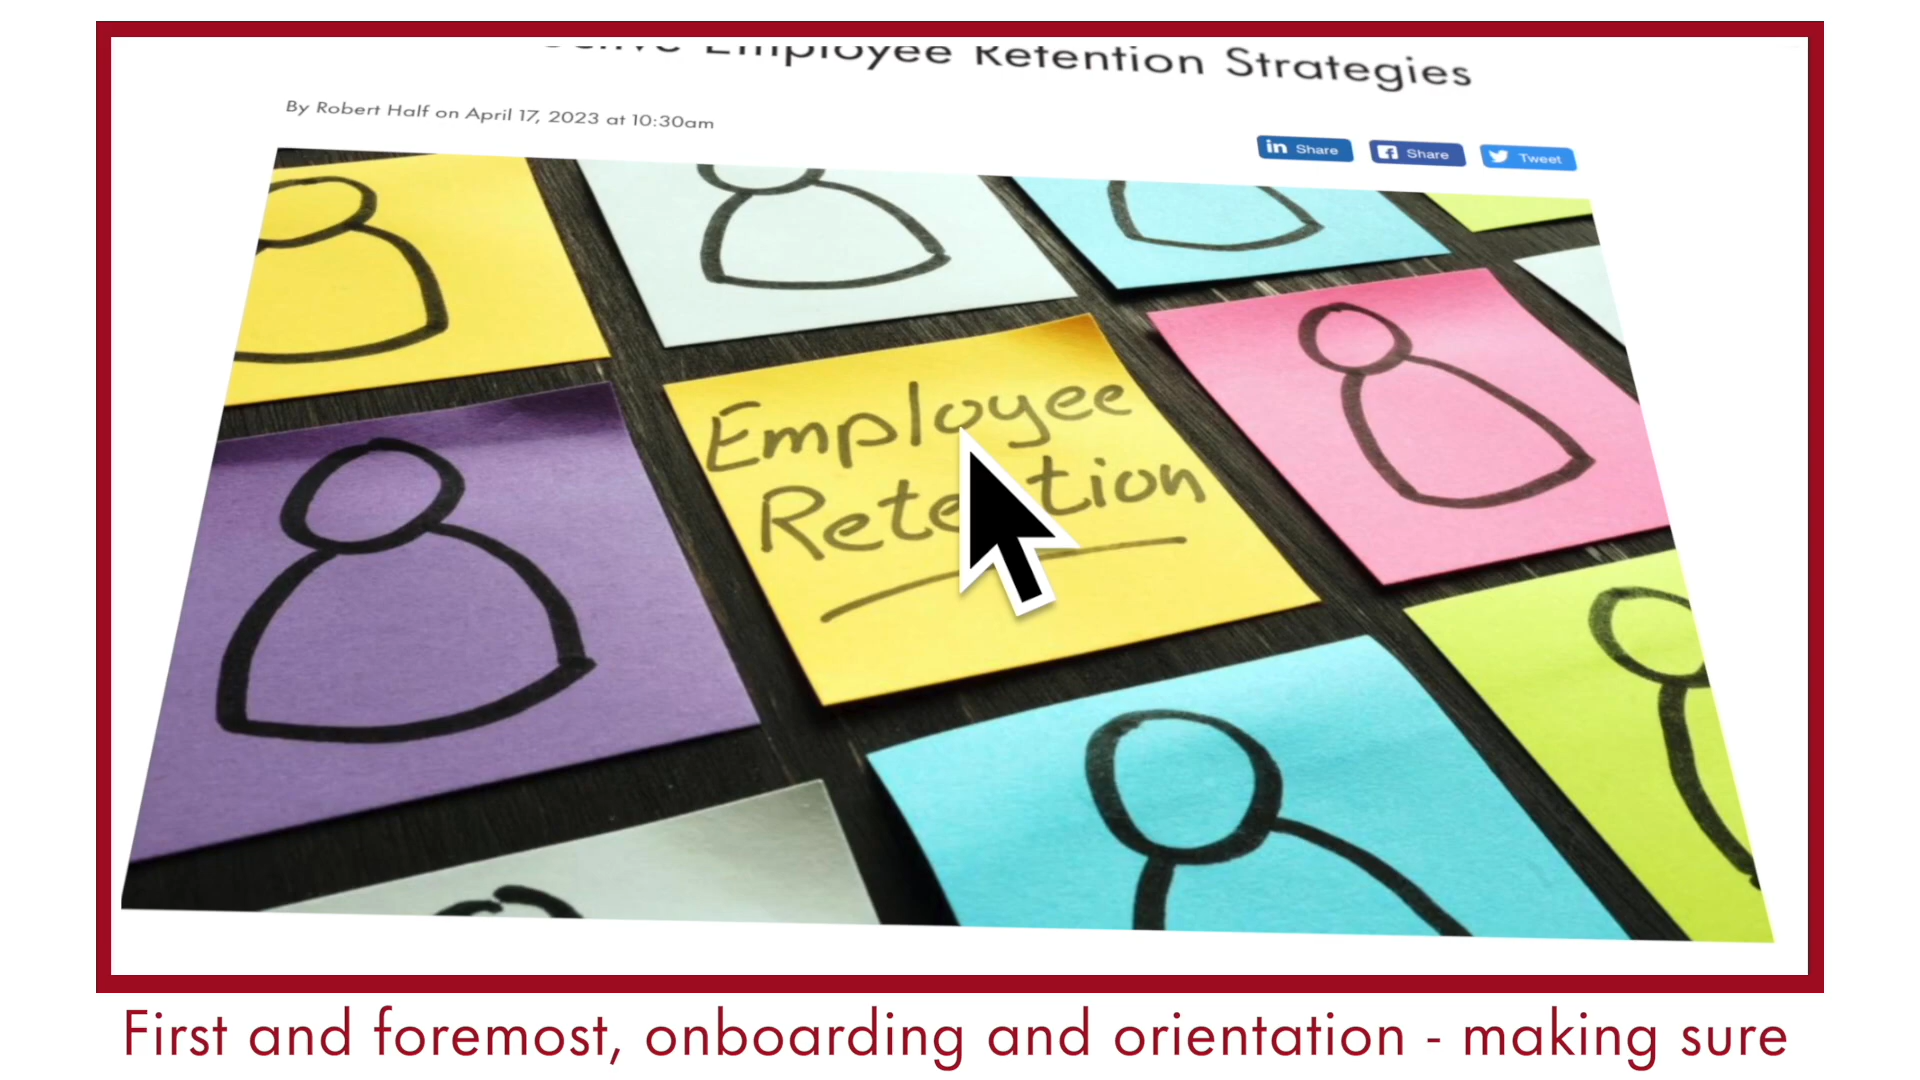 Employee Retention Strategies
By Robert Half on April 17, 2023 at 10:30am
in Share
Share
Tweet
Employee
Retention
First and foremost, onboarding and orientation - making sure